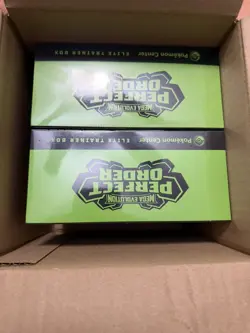 Pokémon Center
ELITE TRAINER BOX
MEGA EVOLUTION
PERFECT
ORDER
Pokémon Center
ELITE TRAINER BOX
MEGA EVOLUTION
PERFECT
ORDER